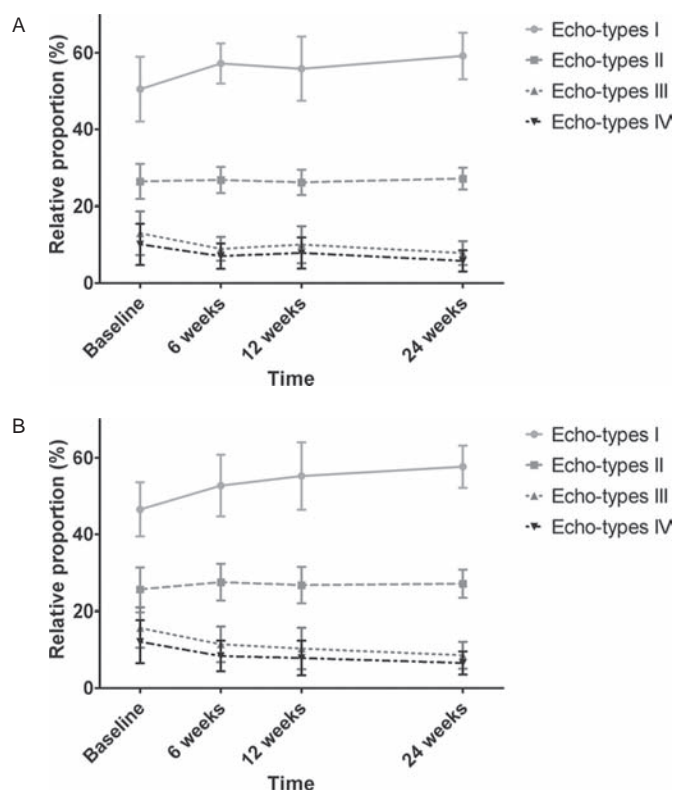 A
Relative proportion (%)
60
40
20
0
Baseline
6 weeks
12 weeks
24 weeks
Time
Echo-types I
Echo-types II
Echo-types III
Echo-types IV
B
Relative proportion (%)
60
40
20
0
Baseline
6 weeks
12 weeks
24 weeks
Time
Echo-types I
Echo-types II
Echo-types III
Echo-types IV